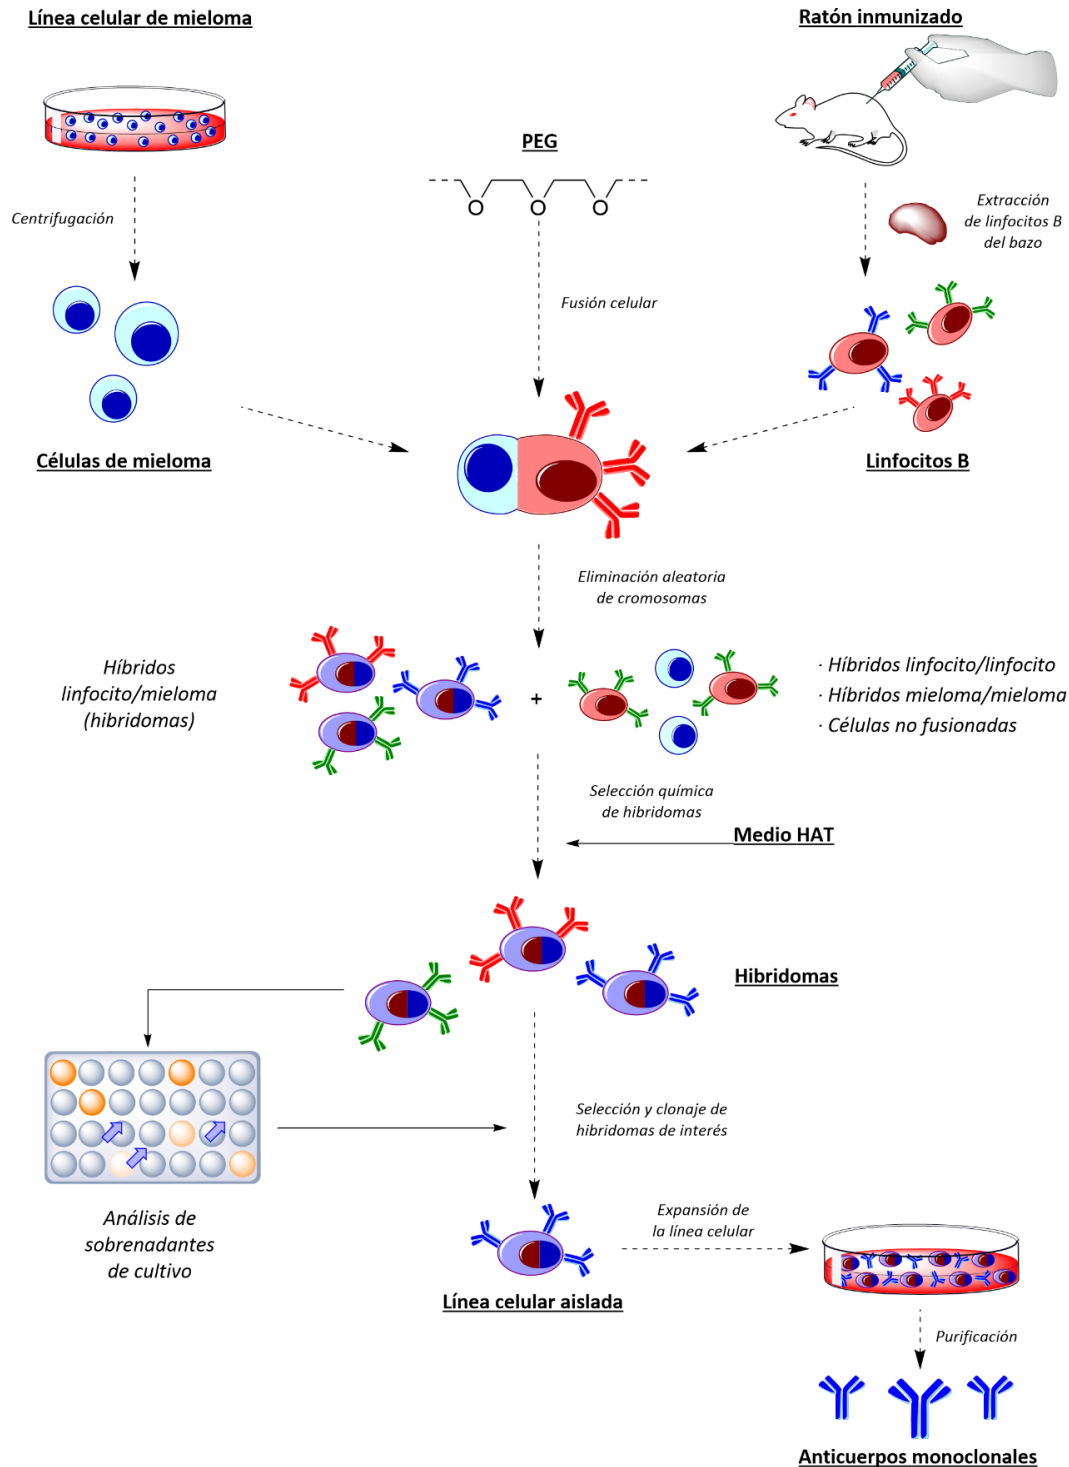 Línea celular de mieloma
Ratón inmunizado
PEG
O
O
O
Centrifugación
Extracción
de linfocitos B
del bazo
Fusión celular
Células de mieloma
Linfocitos B
Eliminación aleatoria
de cromosomas
Híbridos
linfocito/mieloma
(hibridomas)
+
· Híbridos linfocito/linfocito
· Híbridos mieloma/mieloma
· Células no fusionadas
Selección química
de hibridomas
Medio HAT
Hibridomas
Selección y clonaje de
hibridomas de interés
Análisis de
sobrenadantes
de cultivo
Expansión de
la línea celular
Línea celular aislada
Purificación
Anticuerpos monoclonales